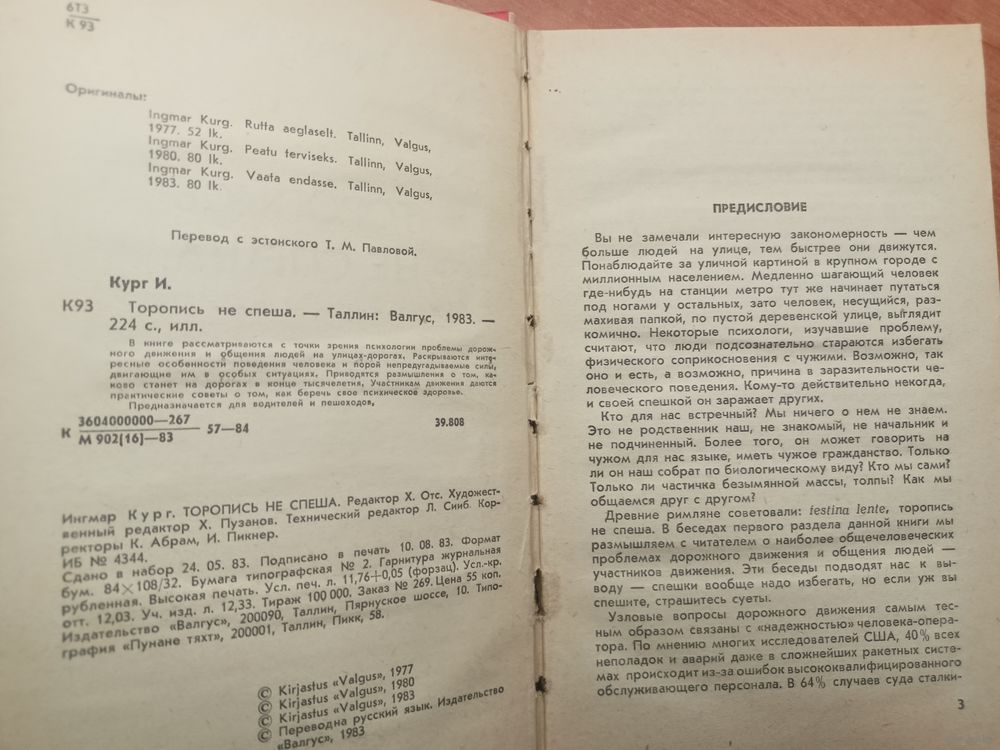 6Т3
К 93
Оригиналы:
Ingmar Kurg. Rutta aeglaselt. Tallinn, Valgus,
1977. 52 lk.
Ingmar Kurg. Peatu terviseks. Tallinn, Valgus,
1980. 80 lk.
Ingmar Kurg. Vaata endasse. Tallinn, Valgus,
1983. 80 lk.
Перевод с эстонского Т. М. Павловой.
Кург И.
К93 Торопись не спеша. — Таллин: Валгус, 1983. —
224 с., илл.
В книге рассматриваются с точки зрения психологии проблемы дорож-
ного движения и общения людей на улицах-дорогах. Раскрываются инте-
ресные особенности поведения человека и порой непредугадываемые силы,
двигающие им в особых ситуациях. Приводятся размышления о том, ка-
ково станет на дорогах в конце тысячелетия. Участникам движения даются
практические советы о том, как беречь свое психическое здоровье.
Предназначается для водителей и пешеходов.
К 3604000000—267
М 902(16)—83
57—84
39.808
Ингмар Кург. ТОРОПИСЬ НЕ СПЕША. Редактор Х. Отс. Художест-
венный редактор Х. Пузанов. Технический редактор Л. Сииб. Кор-
ректоры К. Абрам, И. Пикнер.
ИБ № 4344.
Сдано в набор 24. 05. 83. Подписано в печать 10. 08. 83. Формат
бум. 84×108/32. Бумага типографская № 2. Гарнитура журнальная
рубленная. Высокая печать. Усл. печ. л. 11,76+0,05 (форзац). Усл.-кр.
отт. 12,03. Уч. изд. л. 12,33. Тираж 100 000. Заказ № 269. Цена 55 коп.
Издательство «Валгус», 200090, Таллин, Пярнуское шоссе, 10. Типо-
графия «Пунане тяхт», 200001, Таллин, Пикк, 58.
© Kirjastus «Valgus», 1977
© Kirjastus «Valgus», 1980
© Kirjastus «Valgus», 1983
© Переводна русский язык. Издательство
«Валгус», 1983
ПРЕДИСЛОВИЕ
Вы не замечали интересную закономерность — чем
больше людей на улице, тем быстрее они движутся.
Понаблюдайте за уличной картиной в крупном городе с
миллионным населением. Медленно шагающий человек
где-нибудь на станции метро тут же начинает путаться
под ногами у остальных, зато человек, несущийся, раз-
махивая папкой, по пустой деревенской улице, выглядит
комично. Некоторые психологи, изучавшие проблему,
считают, что люди подсознательно стараются избегать
физического соприкосновения с чужими. Возможно, так
оно и есть, а возможно, причина в заразительности че-
ловеческого поведения. Кому-то действительно некогда,
и своей спешкой он заражает других.
Кто для нас встречный? Мы ничего о нем не знаем.
Это не родственник наш, не знакомый, не начальник и
не подчиненный. Более того, он может говорить на
чужом для нас языке, иметь чужое гражданство. Только
ли он наш собрат по биологическому виду? Кто мы сами?
Только ли частичка безымянной массы, толпы? Как мы
общаемся друг с другом?
Древние римляне советовали: festina lente, торопись
не спеша. В беседах первого раздела данной книги мы
размышляем с читателем о наиболее общечеловеческих
проблемах дорожного движения и общения людей —
участников движения. Эти беседы подводят нас к вы-
воду — спешки вообще надо избегать, но если уж вы
спешите, страшитесь суеты.
Узловые вопросы дорожного движения самым тес-
ным образом связаны с «надежностью» человека-опера-
тора. По мнению многих исследователей США, 40% всех
неполадок и аварий даже в сложнейших ракетных систе-
мах происходит из-за ошибок высококвалифицированного
обслуживающего персонала. В 64% случаев суда сталки-
3